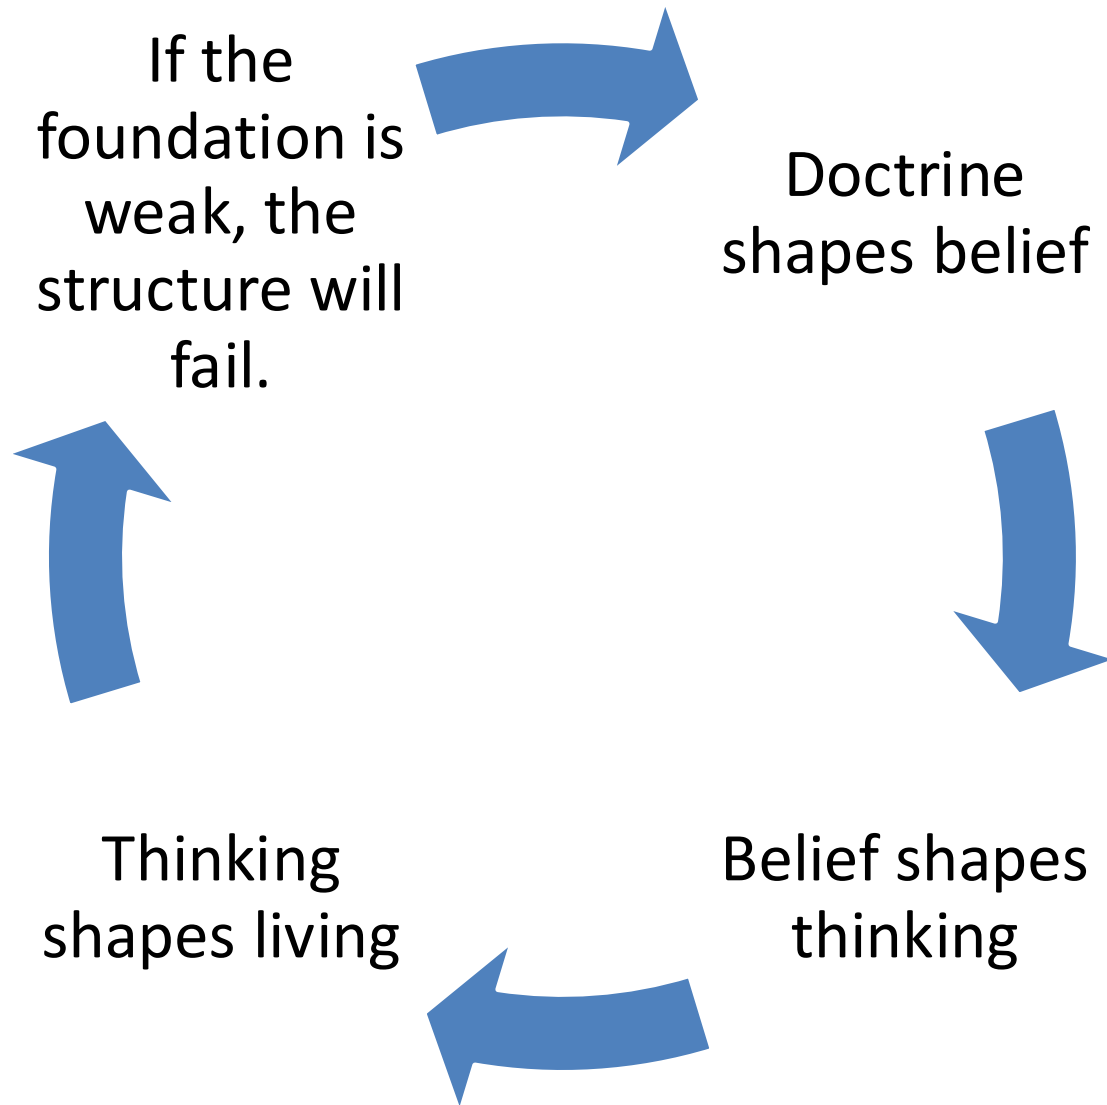 If the
foundation is
weak, the
structure will
fail.
Doctrine
shapes belief
Belief shapes
thinking
Thinking
shapes living